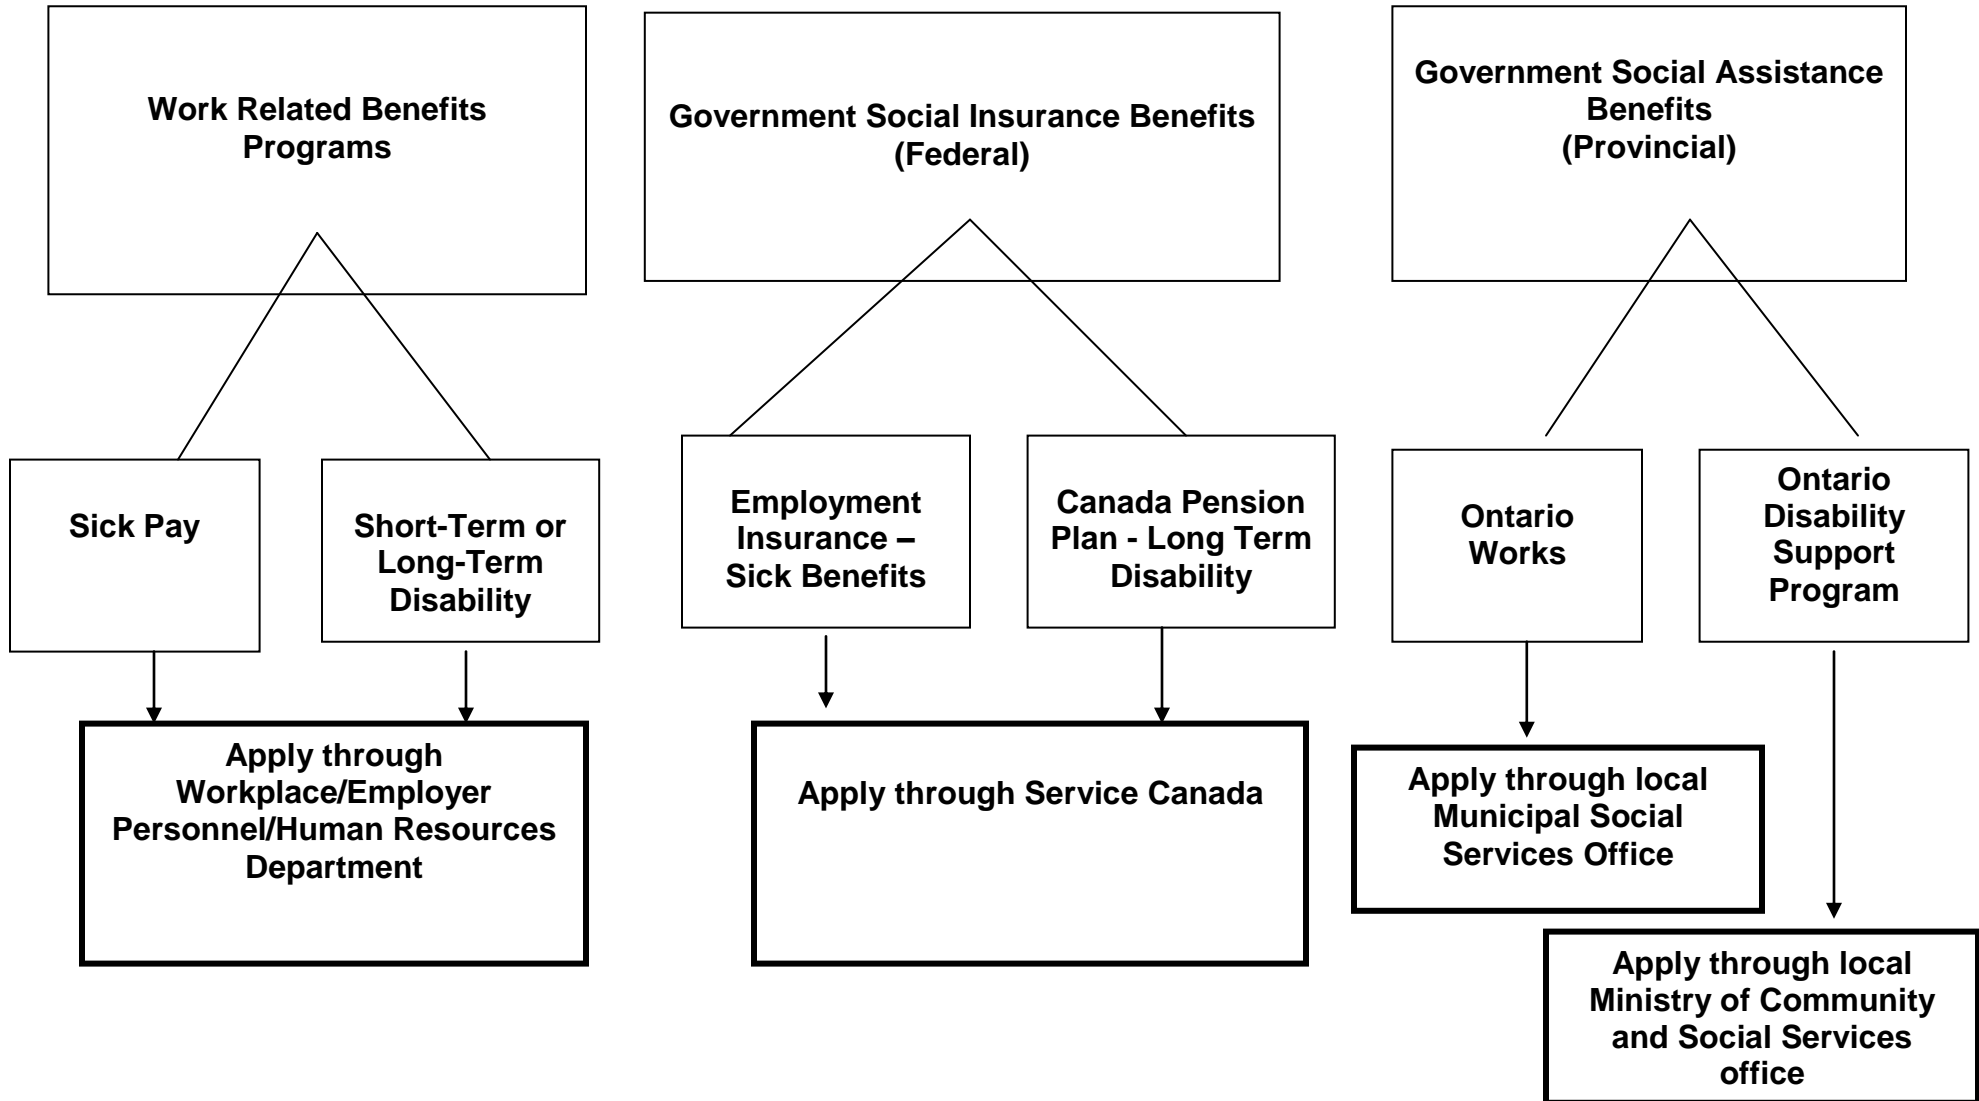 Work Related Benefits
Programs
Government Social Insurance Benefits
(Federal)
Government Social Assistance
Benefits
(Provincial)
Sick Pay
Short-Term or
Long-Term
Disability
Employment
Insurance –
Sick Benefits
Canada Pension
Plan - Long Term
Disability
Ontario
Works
Ontario
Disability
Support
Program
Apply through
Workplace/Employer
Personnel/Human Resources
Department
Apply through Service Canada
Apply through local
Municipal Social
Services Office
Apply through local
Ministry of Community
and Social Services
office